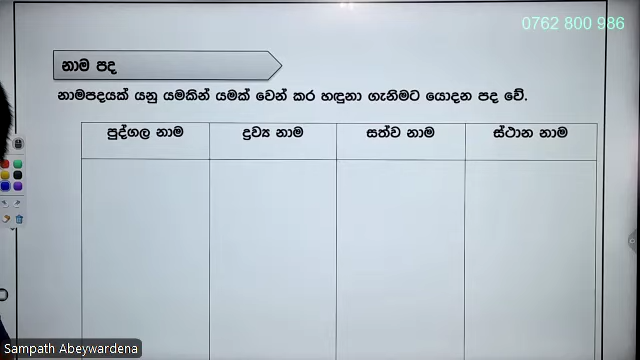 0762 800 986
නාම පද
නාමපදයක් යනු යමකින් යමක් වෙන් කර හඳුනා ගැනිමට යොදන පද වේ.
පුද්ගල නාම ද්‍රව්‍ය නාම සත්ව නාම ස්ථාන නාම
Sampath Abeywardena